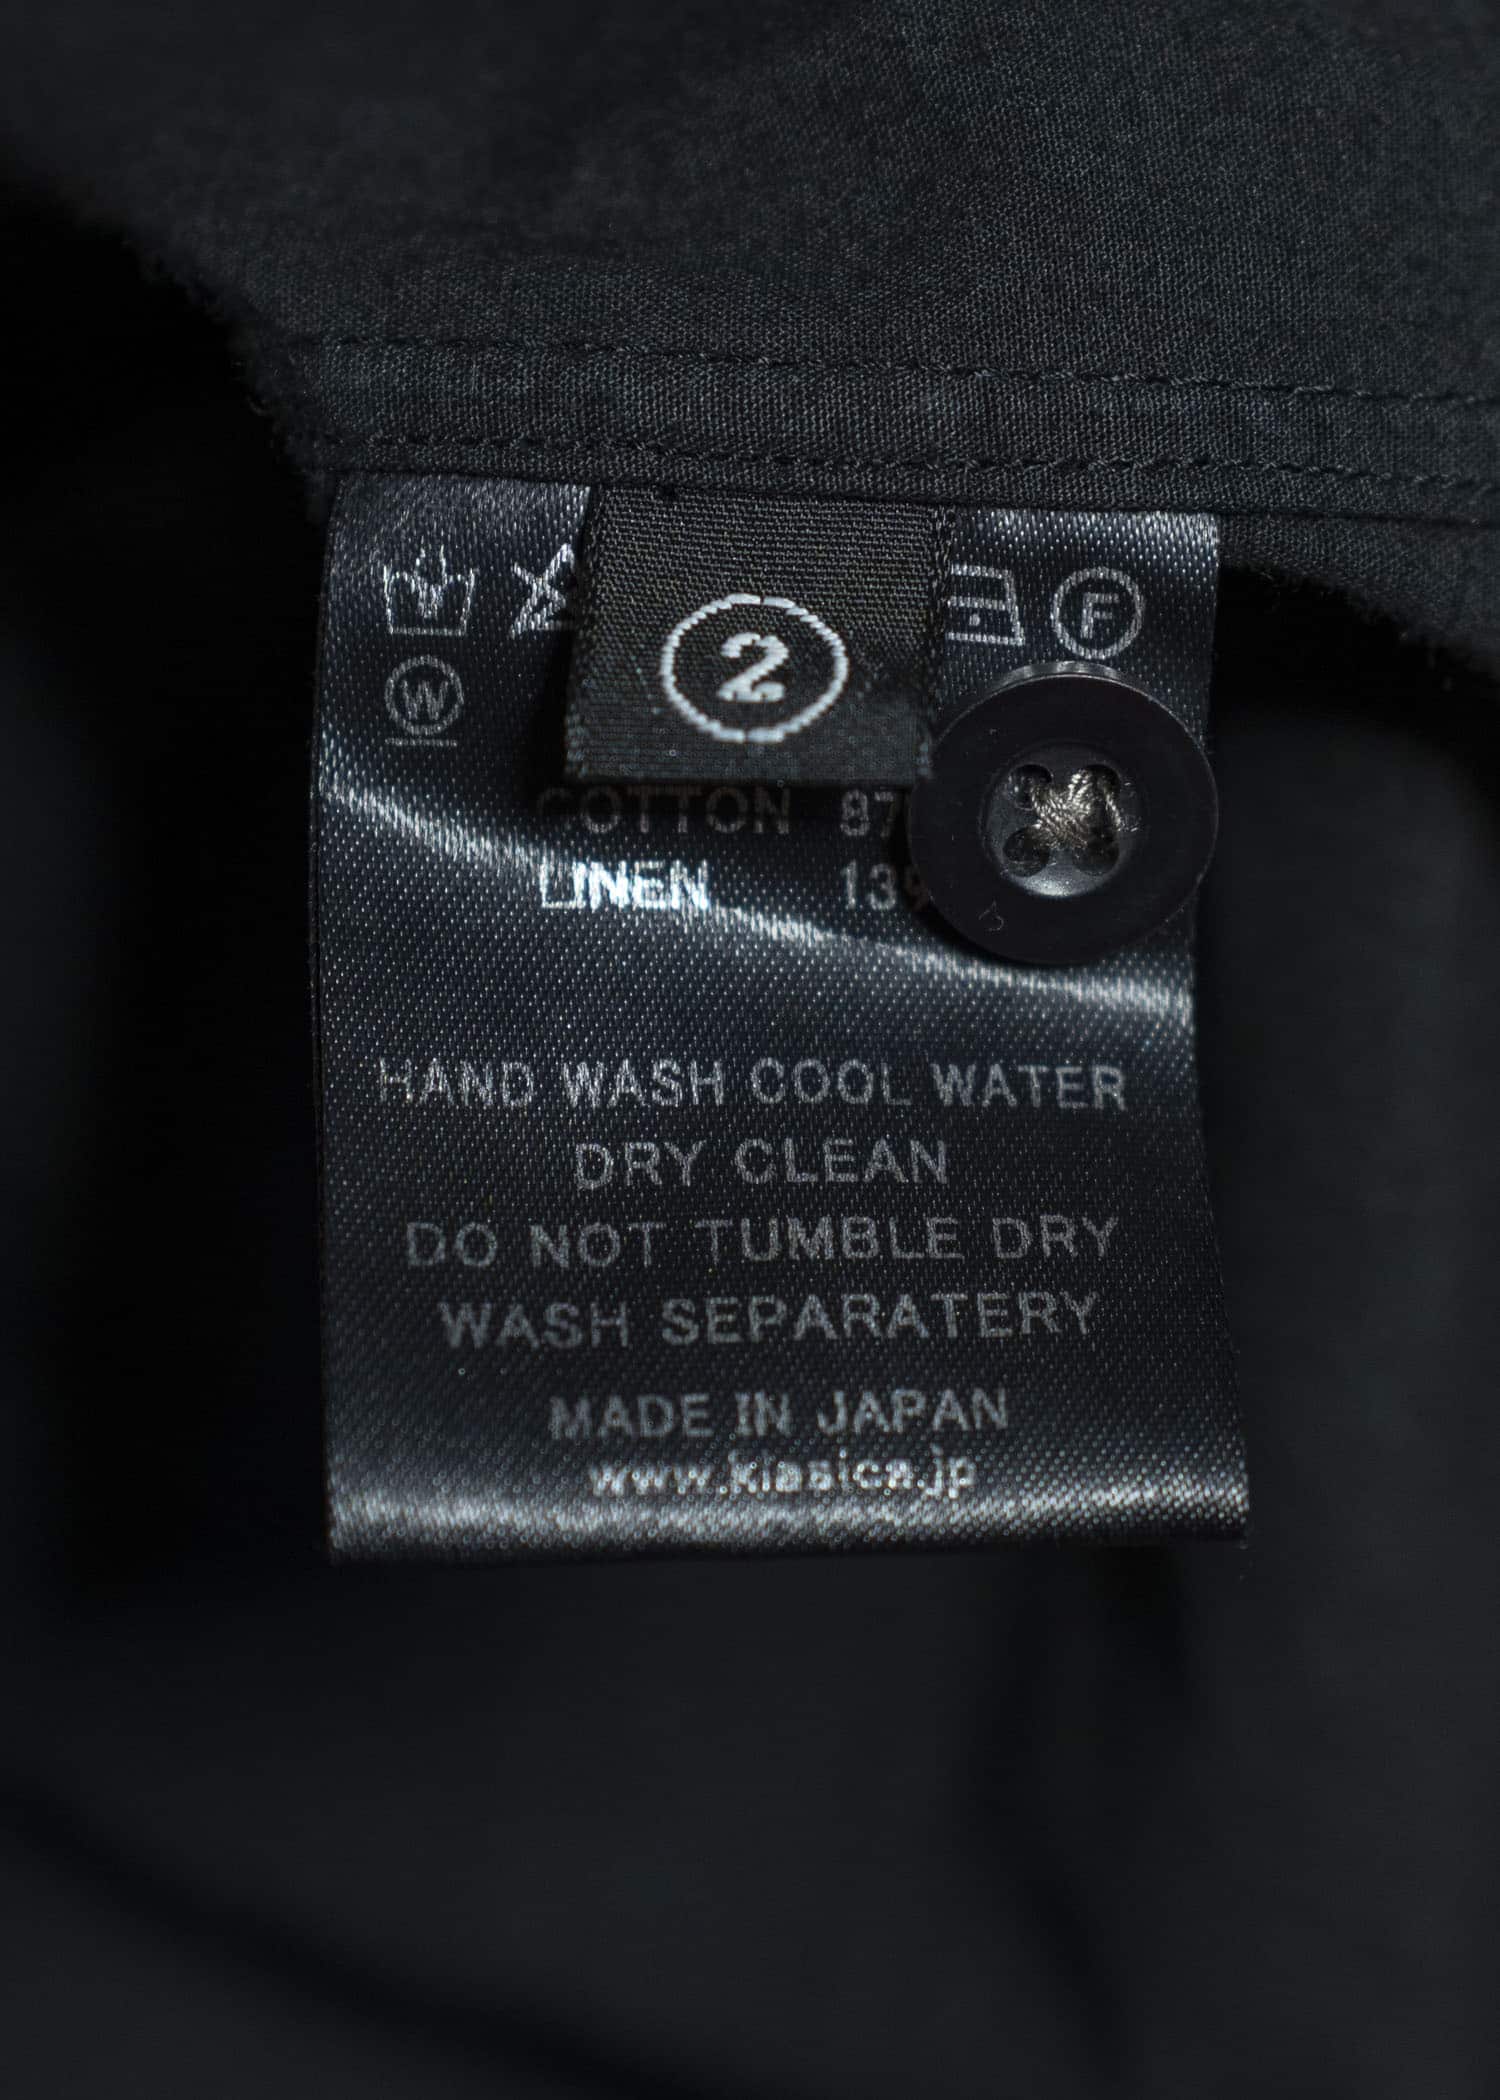 2
F
W
COTTON 87
LINEN 13%
HAND WASH COOL WATER
DRY CLEAN
DO NOT TUMBLE DRY
WASH SEPARATERY
MADE IN JAPAN
www.klasica.jp